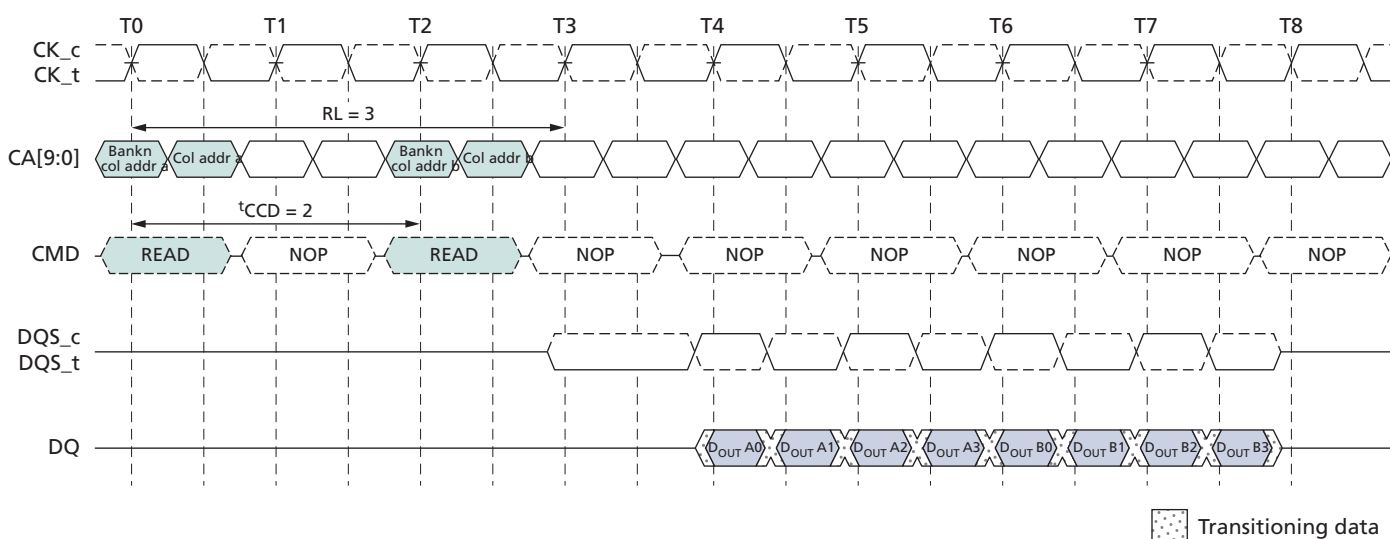 T0 T1 T2 T3 T4 T5 T6 T7 T8
CK_c
CK_t
RL = 3
CA[9:0]
Bankn
col addr a
Col addr a
Bankn
col addr b
Col addr b
tCCD = 2
CMD READ NOP READ NOP NOP NOP NOP NOP NOP
DQS_c
DQS_t
DQ DOUT A0 DOUT A1 DOUT A2 DOUT A3 DOUT B0 DOUT B1 DOUT B2 DOUT B3
Transitioning data